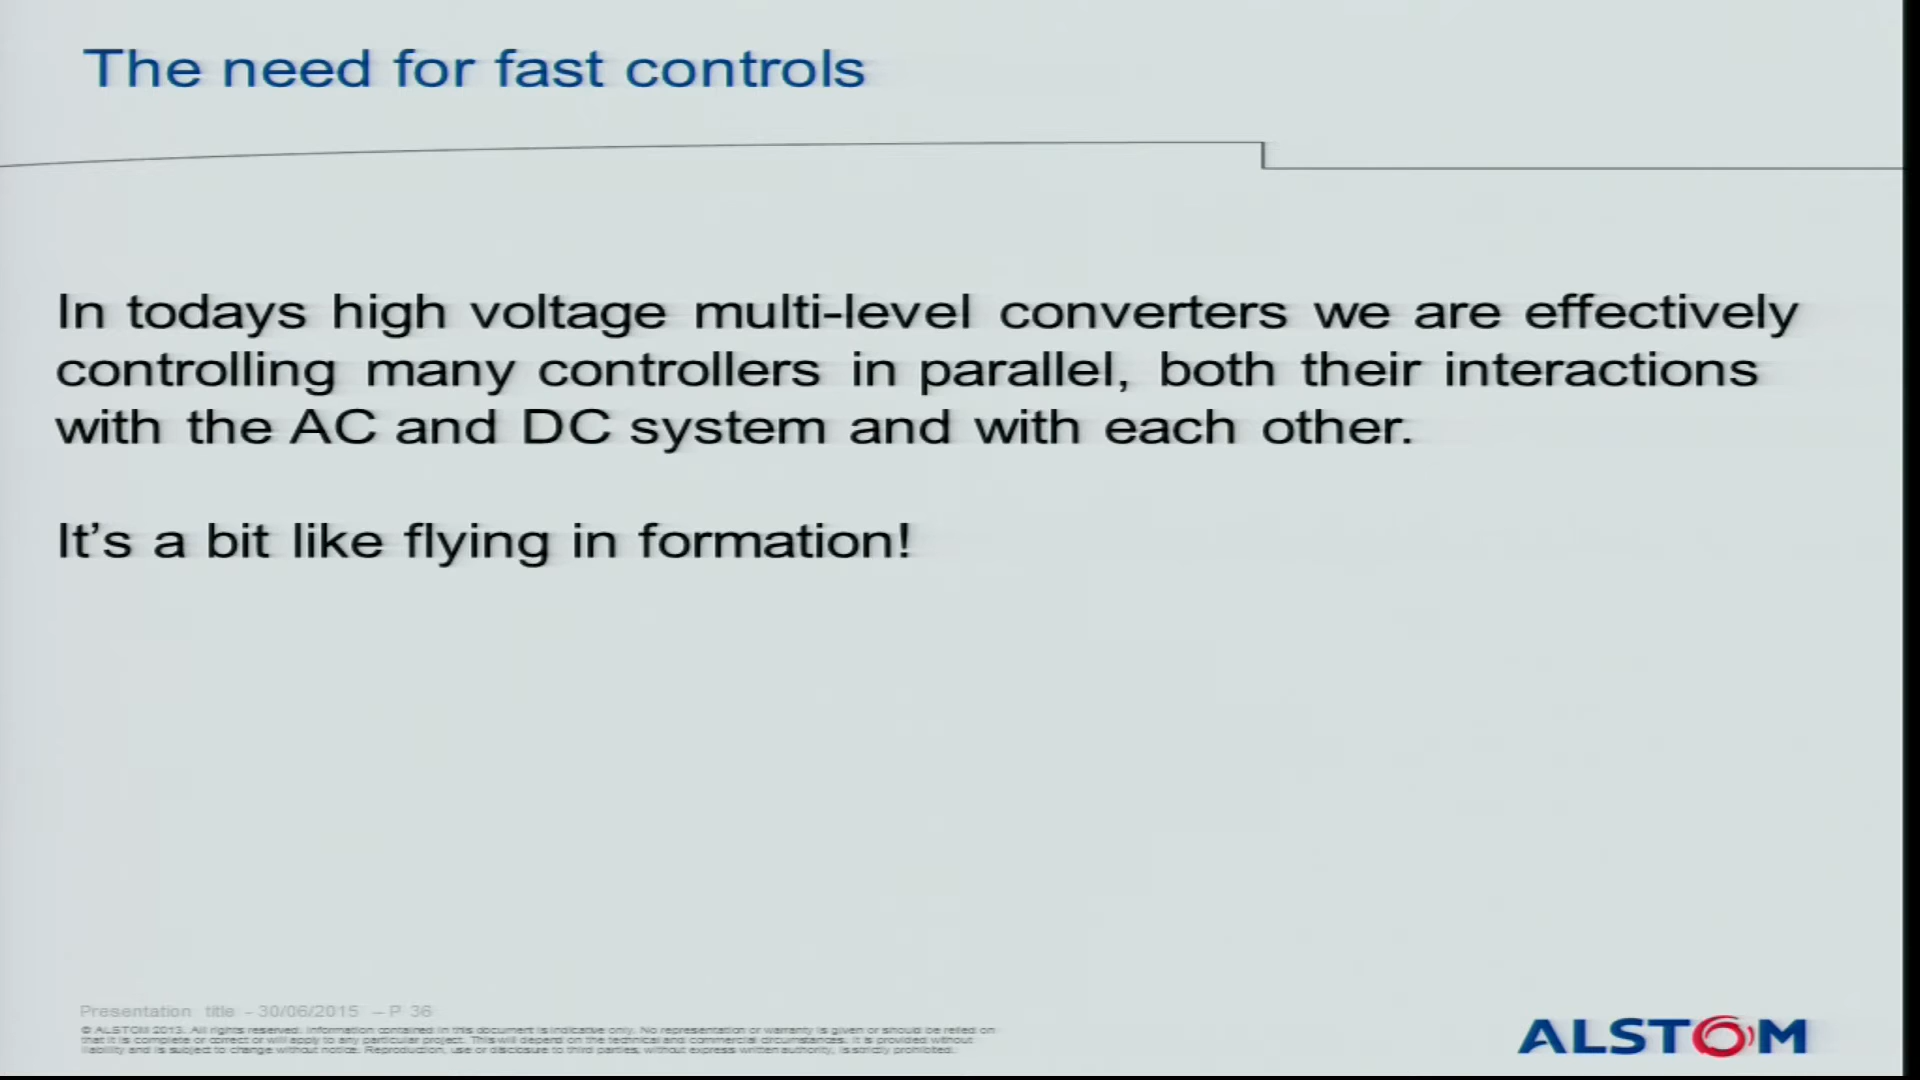 The need for fast controls
In todays high voltage multi-level converters we are effectively
controlling many controllers in parallel, both their interactions
with the AC and DC system and with each other.
It’s a bit like flying in formation!
Presentation title - 30/06/2015 – P 36
© ALSTOM 2013. All rights reserved. Information contained in this document is indicative only. No representation or warranty is given or should be relied on
that it is complete or correct or will apply to any particular project. This will depend on the technical and commercial circumstances. It is provided without
liability and is subject to change without notice. Reproduction, use or disclosure to third parties, without express written authority, is strictly prohibited.
ALSTOM